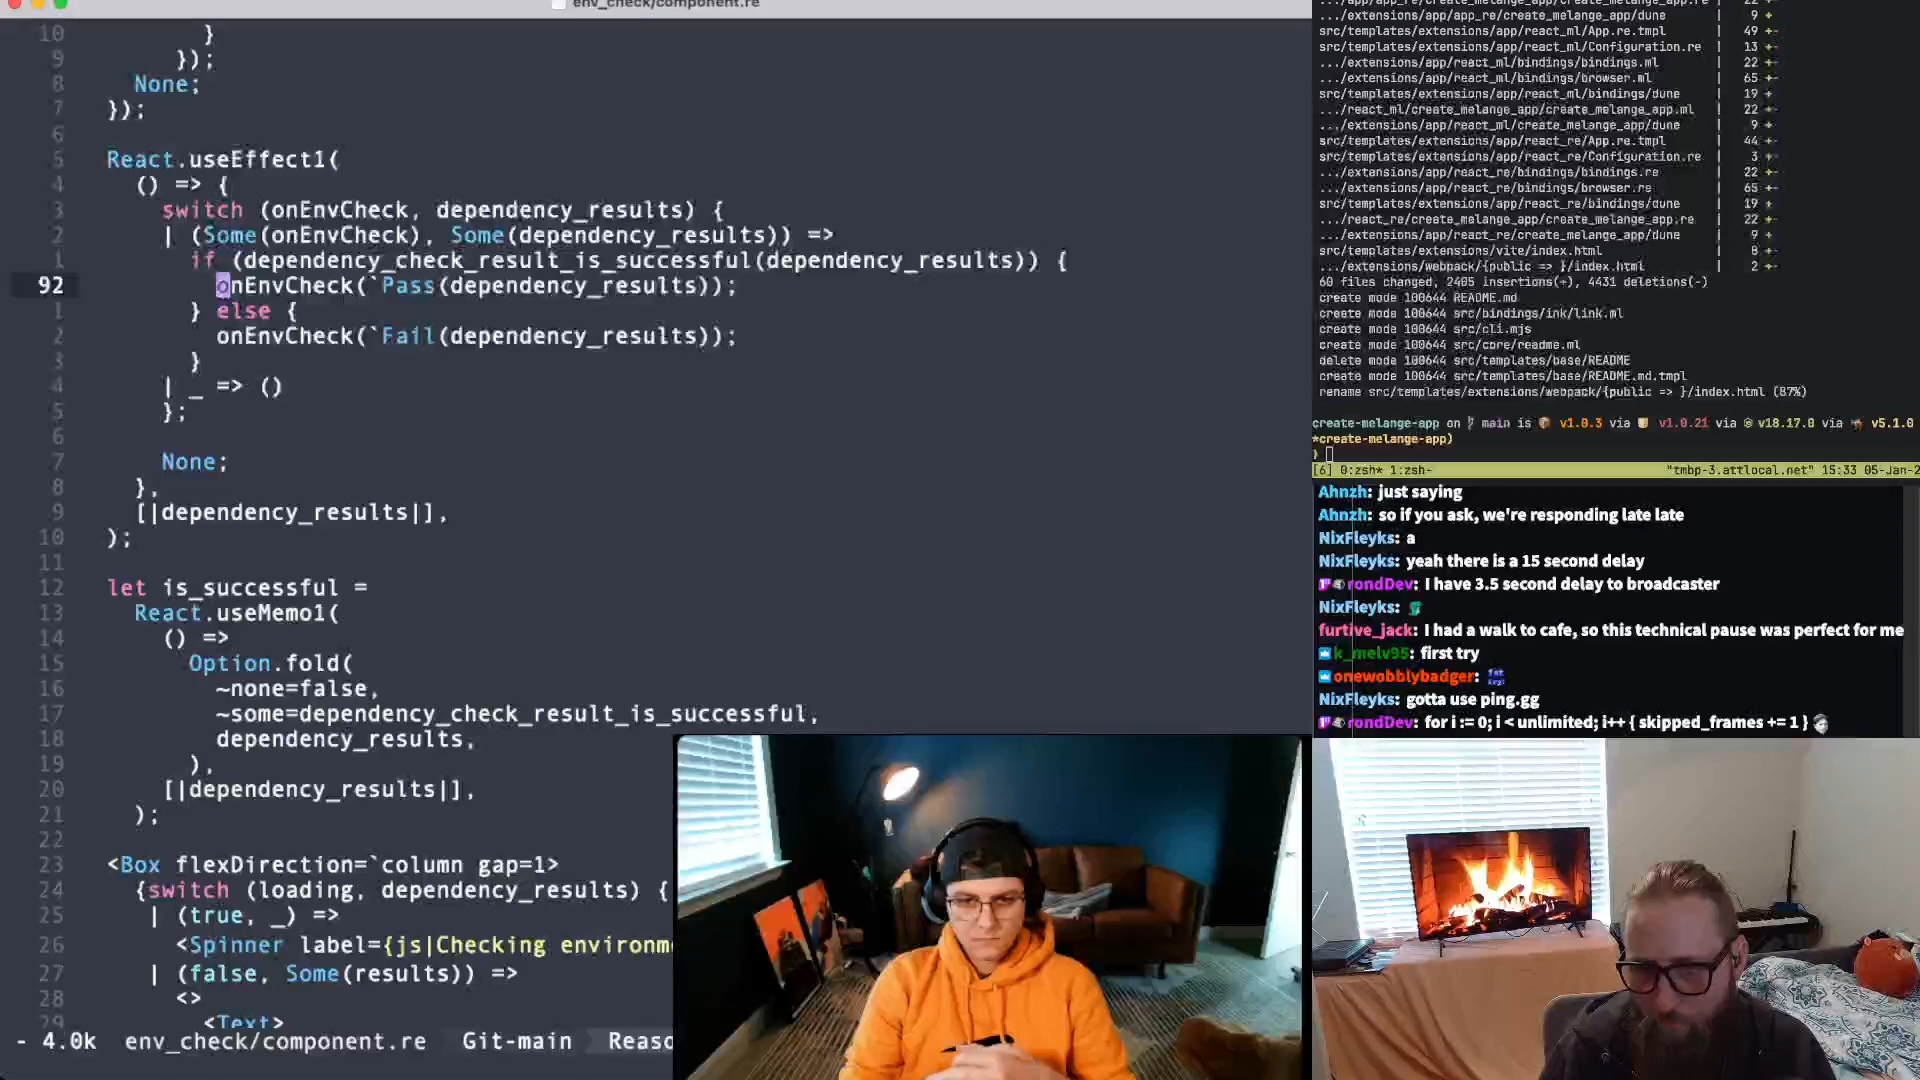 env_check/component.re
10 }
9 });
8 None;
7 });
6
5 React.useEffect1(
4 () => {
3 switch (onEnvCheck, dependency_results) {
2 | (Some(onEnvCheck), Some(dependency_results)) =>
1 if (dependency_check_result_is_successful(dependency_results)) {
92 onEnvCheck(`Pass(dependency_results));
1 } else {
2 onEnvCheck(`Fail(dependency_results));
3 }
4 | _ => ()
5 };
6
7 None;
8 },
9 [|dependency_results|],
10 );
11
12 let is_successful =
13 React.useMemo1(
14 () =>
15 Option.fold(
16 ~none=false,
17 ~some=dependency_check_result_is_successful,
18 dependency_results,
19 ),
20 [|dependency_results|],
21 );
22
23 <Box flexDirection=`column gap=1>
24 {switch (loading, dependency_results) {
25 | (true, _) =>
26 <Spinner label={js|Checking environm
27 | (false, Some(results)) =>
28 <>
29 <Text>
- 4.0k env_check/component.re Git-main Reaso
.../app/app_re/create_melange_app/create_melange_app.re | 22 +-
.../extensions/app/app_re/create_melange_app/dune | 9 +
src/templates/extensions/app/react_ml/App.re.tmpl | 49 +-
src/templates/extensions/app/react_ml/Configuration.re | 13 +-
.../extensions/app/react_ml/bindings/bindings.ml | 22 +-
.../extensions/app/react_ml/bindings/browser.ml | 65 +-
src/templates/extensions/app/react_ml/bindings/dune | 19 +
.../react_ml/create_melange_app/create_melange_app.ml | 22 +-
.../extensions/app/react_ml/create_melange_app/dune | 9 +
src/templates/extensions/app/react_re/App.re.tmpl | 44 +-
src/templates/extensions/app/react_re/Configuration.re | 3 +-
.../extensions/app/react_re/bindings/bindings.re | 22 +-
.../extensions/app/react_re/bindings/browser.re | 65 +-
src/templates/extensions/app/react_re/bindings/dune | 19 +
.../react_re/create_melange_app/create_melange_app.re | 22 +-
.../extensions/app/react_re/create_melange_app/dune | 9 +
src/templates/extensions/vite/index.html | 8 +-
.../extensions/webpack/{public => }/index.html | 2 +-
60 files changed, 2405 insertions(+), 4431 deletions(-)
create mode 100644 README.md
create mode 100644 src/bindings/ink/link.ml
create mode 100644 src/cli.mjs
create mode 100644 src/core/readme.ml
delete mode 100644 src/templates/base/README
create mode 100644 src/templates/base/README.md.tmpl
rename src/templates/extensions/webpack/{public => }/index.html (87%)
create-melange-app on main is v1.0.3 via v1.0.21 via v18.17.0 via v5.1.0
*create-melange-app)
)
[6] 0:zsh* 1:zsh- "tmbp-3.attlocal.net" 15:33 05-Jan-2
Ahnzh: just saying
Ahnzh: so if you ask, we're responding late late
NixFleyks: a
NixFleyks: yeah there is a 15 second delay
rondDev: I have 3.5 second delay to broadcaster
NixFleyks:
furtive_jack: I had a walk to cafe, so this technical pause was perfect for me
k_melv95: first try
onewobblybadger:
NixFleyks: gotta use ping.gg
rondDev: for i := 0; i < unlimited; i++ { skipped_frames += 1 }